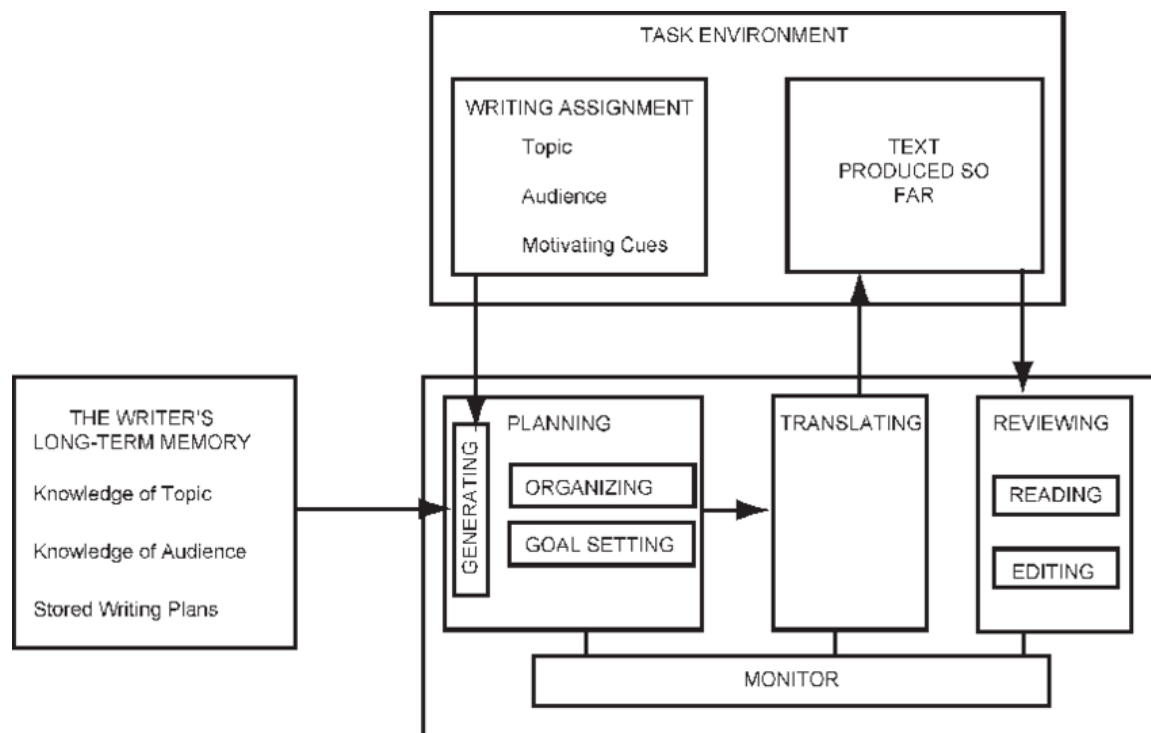 TASK ENVIRONMENT
WRITING ASSIGNMENT
Topic
Audience
Motivating Cues
TEXT
PRODUCED SO
FAR
THE WRITER'S
LONG-TERM MEMORY
Knowledge of Topic
Knowledge of Audience
Stored Writing Plans
PLANNING
GENERATING
ORGANIZING
GOAL SETTING
TRANSLATING
REVIEWING
READING
EDITING
MONITOR